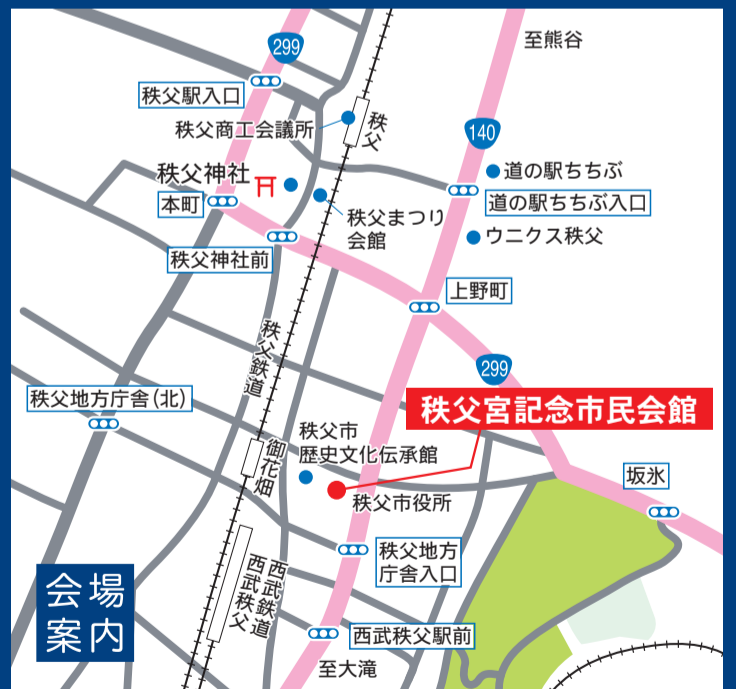 299
至熊谷
秩父駅入口
秩父
秩父商工会議所
140
秩父神社
道の駅ちちぶ
本町
道の駅ちちぶ入口
秩父まつり
会館
ウニクス秩父
秩父神社前
上野町
秩父鉄道
299
秩父地方庁舎(北)
秩父宮記念市民会館
秩父市
歴史文化伝承館
御花畑
坂氷
秩父市役所
秩父地方
庁舎入口
西武鉄道
西武秩父
会場
案内
西武秩父駅前
至大滝